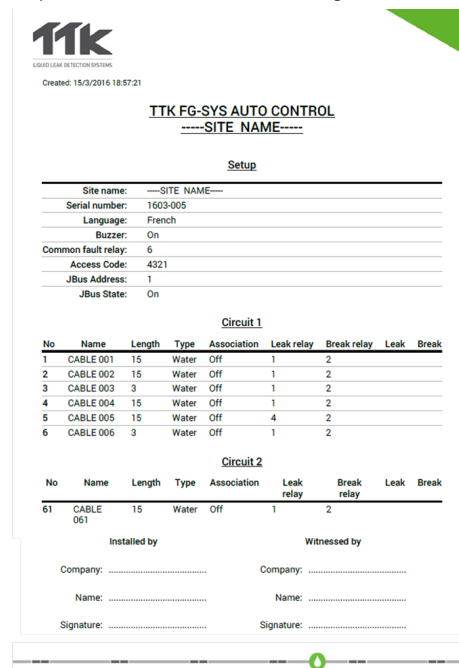 TTK
LIQUID LEAK DETECTION SYSTEMS
Created: 15/3/2016 18:57:21
TTK FG-SYS AUTO CONTROL
-----SITE NAME-----
Setup
Site name: -----SITE NAME-----
Serial number: 1603-005
Language: French
Buzzer: On
Common fault relay: 6
Access Code: 4321
JBus Address: 1
JBus State: On
Circuit 1
No Name Length Type Association Leak relay Break relay Leak Break
1 CABLE 001 15 Water Off 1 2
2 CABLE 002 15 Water Off 1 2
3 CABLE 003 3 Water Off 1 2
4 CABLE 004 15 Water Off 1 2
5 CABLE 005 15 Water Off 4 2
6 CABLE 006 3 Water Off 1 2
Circuit 2
No Name Length Type Association Leak relay Break relay Leak Break
61 CABLE 061 15 Water Off 1 2
Installed by Witnessed by
Company: ........................................ Company: ........................................
Name: ........................................ Name: ........................................
Signature: ........................................ Signature: ........................................